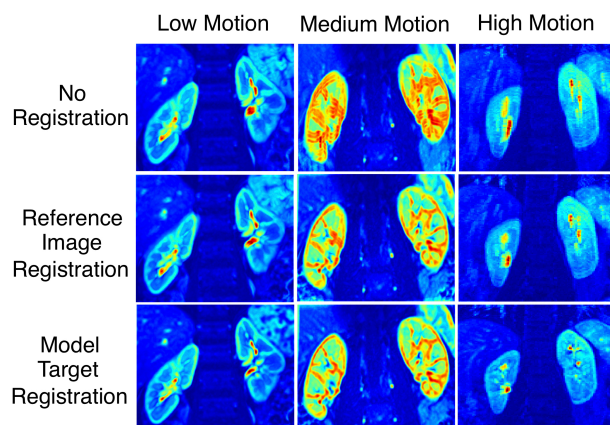 Low Motion Medium Motion High Motion
No
Registration
Reference
Image
Registration
Model
Target
Registration